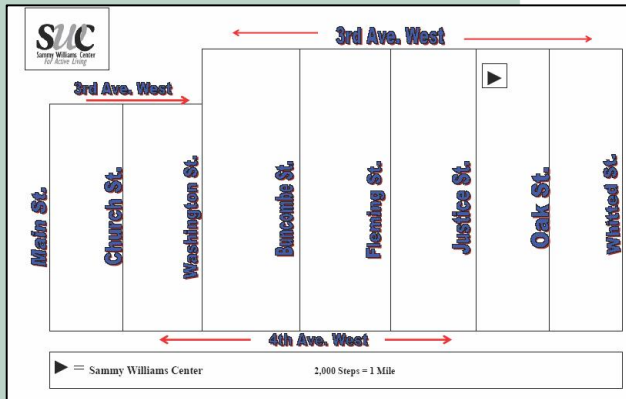 SWC
Sammy Williams Center
For Active Living
3rd Ave. West
3rd Ave. West
Main St.
Church St.
Washington St.
Buncombe St.
Fleming St.
Justice St.
Oak St.
Whitted St.
4th Ave. West
= Sammy Williams Center 2,000 Steps = 1 Mile